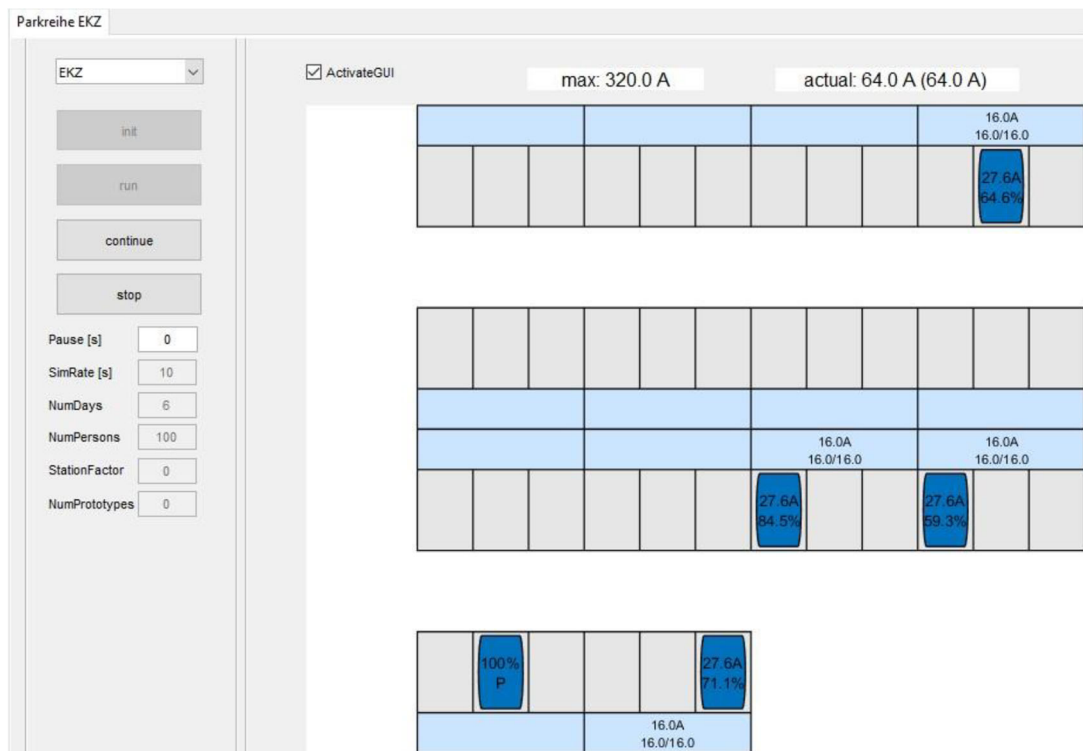 Parkreihe EKZ
EKZ
ActivateGUI
max: 320.0 A
actual: 64.0 A (64.0 A)
init
run
continue
stop
Pause [s]
0
SimRate [s]
10
NumDays
6
NumPersons
100
StationFactor
0
NumPrototypes
0
16.0A
16.0/16.0
27.6A
64.6%
16.0A
16.0/16.0
16.0A
16.0/16.0
27.6A
84.5%
27.6A
59.3%
100%
P
27.6A
71.1%
16.0A
16.0/16.0